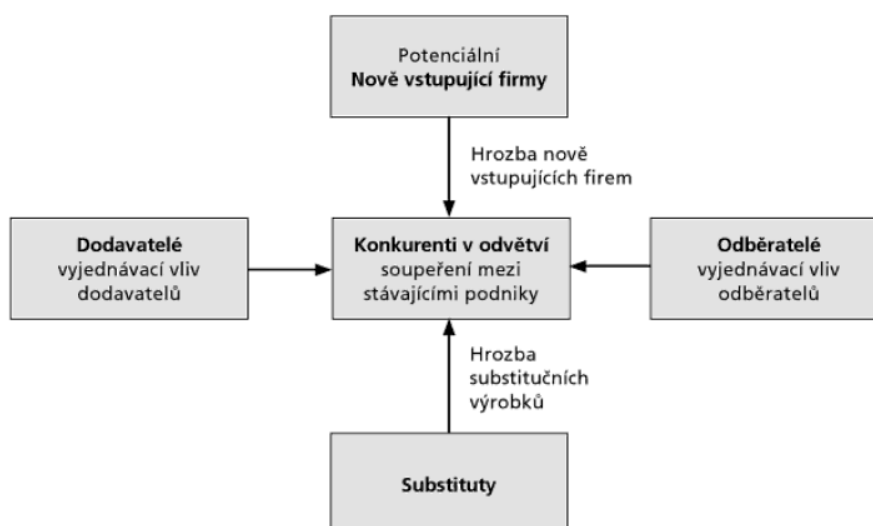 Potenciální
Nově vstupující firmy
Hrozba nově
vstupujících firem
Dodavatelé
vyjednávací vliv
dodavatelů
Konkurenti v odvětví
soupeření mezi
stávajícími podniky
Odběratelé
vyjednávací vliv
odběratelů
Hrozba
substitučních
výrobků
Substituty